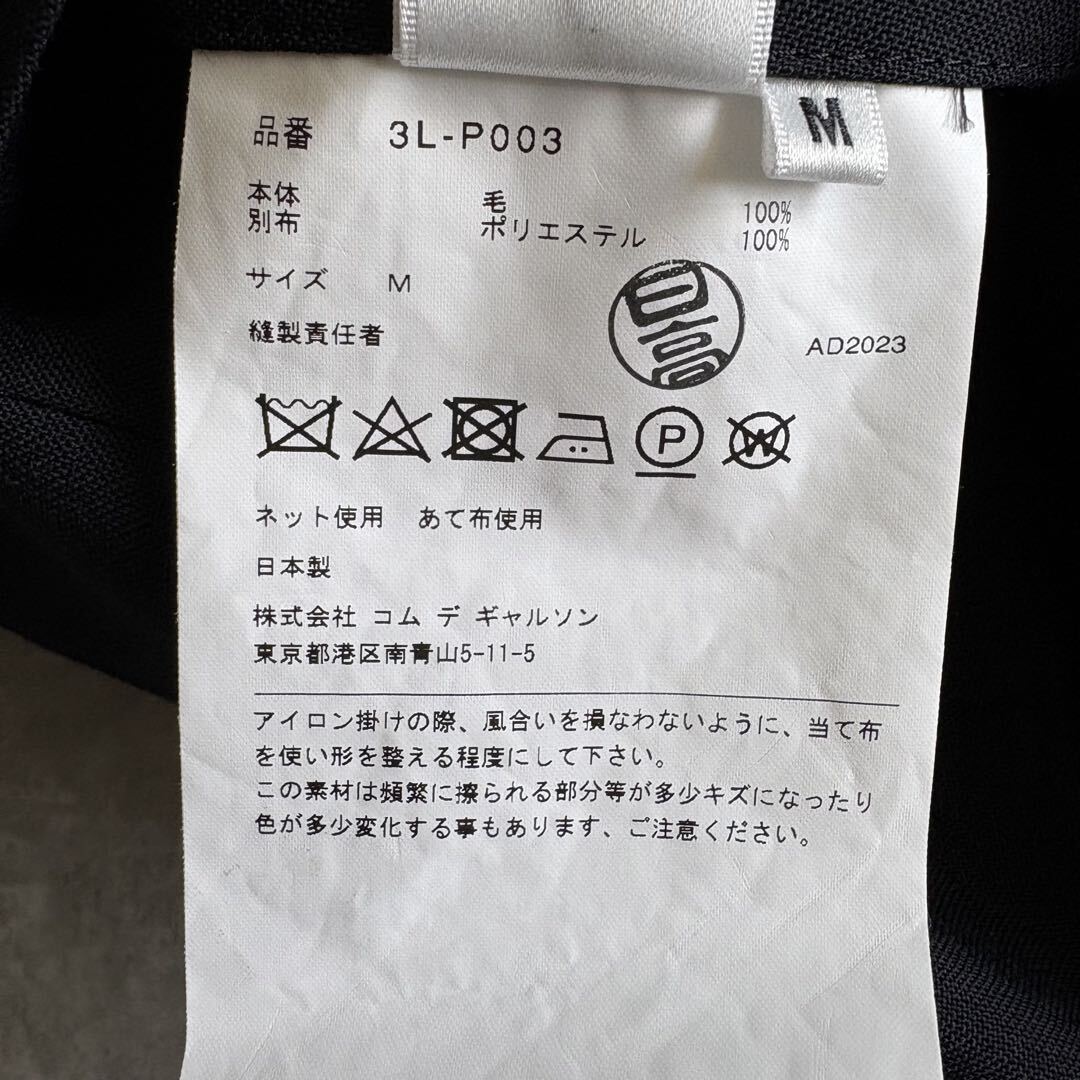 M
品番 3L-P003
本体 毛 100%
別布 ポリエステル 100%
サイズ M
縫製責任者
AD2023
P
W
ネット使用 あて布使用
日本製
株式会社 コム デ ギャルソン
東京都港区南青山5-11-5
アイロン掛けの際、風合いを損なわないように、当て布
を使い形を整える程度にして下さい。
この素材は頻繁に擦られる部分等が多少キズになったり
色が多少変化する事もあります、ご注意ください。